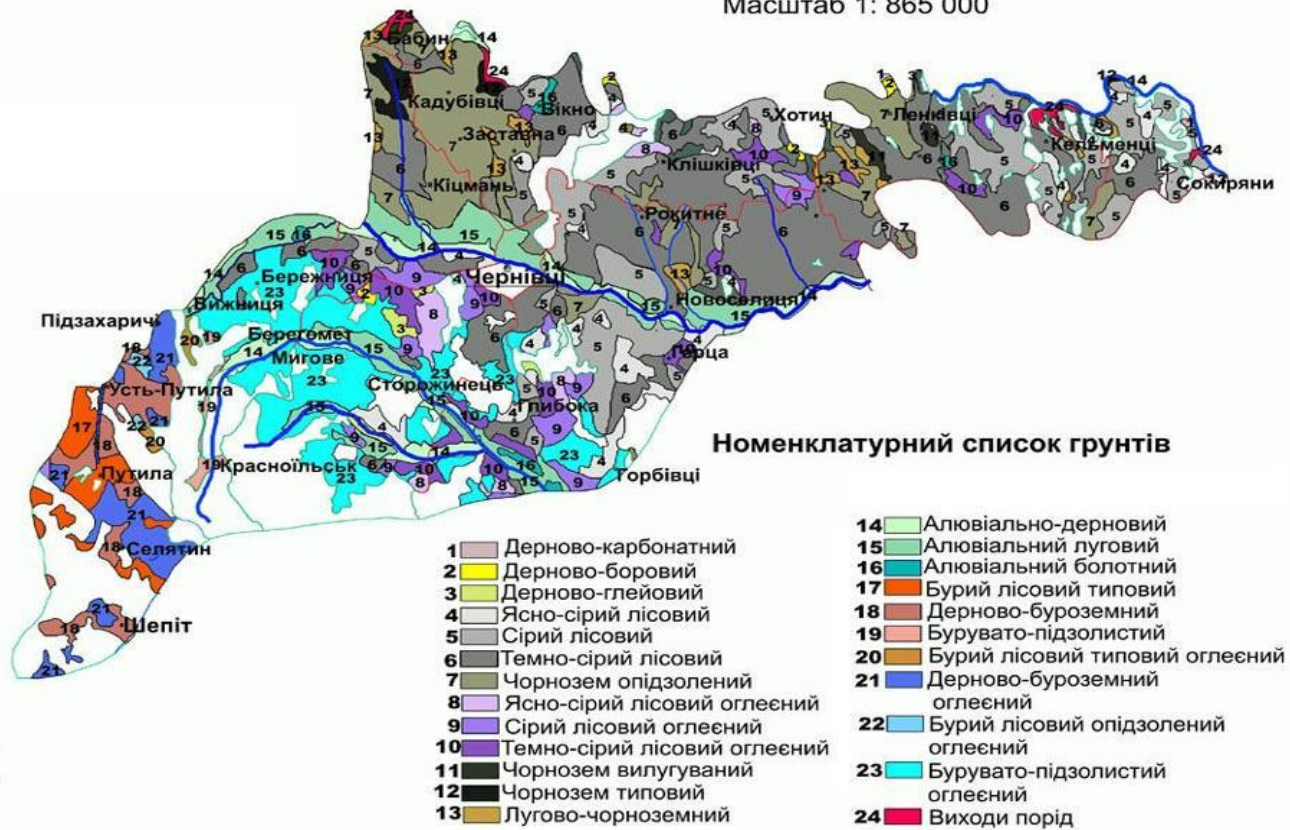 Масштаб 1: 865 000
Бабин
Кадубівці
Вікно
Заставна
Кіцмань
Хотин
Клішківці
Рокитне
Ленківці
Кельменці
Сокиряни
Чернівці
Новоселиця
Герца
Бережниця
Вижниця
Підзахаричі
Берегомет
Мигове
Сторожинець
Глибока
Усть-Путила
Красноїльськ
Горбівці
Путила
Селятин
Шепіт
Номенклатурний список грунтів
1 Дерново-карбонатний
2 Дерново-боровий
3 Дерново-глейовий
4 Ясно-сірий лісовий
5 Сірий лісовий
6 Темно-сірий лісовий
7 Чорнозем опідзолений
8 Ясно-сірий лісовий оглеєний
9 Сірий лісовий оглеєний
10 Темно-сірий лісовий оглеєний
11 Чорнозем вилугуваний
12 Чорнозем типовий
13 Лугово-чорноземний
14 Алювіально-дерновий
15 Алювіальний луговий
16 Алювіальний болотний
17 Бурий лісовий типовий
18 Дерново-буроземний
19 Бурувато-підзолистий
20 Бурий лісовий типовий оглеєний
21 Дерново-буроземний
оглеєний
22 Бурий лісовий опідзолений
оглеєний
23 Бурувато-підзолистий
оглеєний
24 Виходи порід